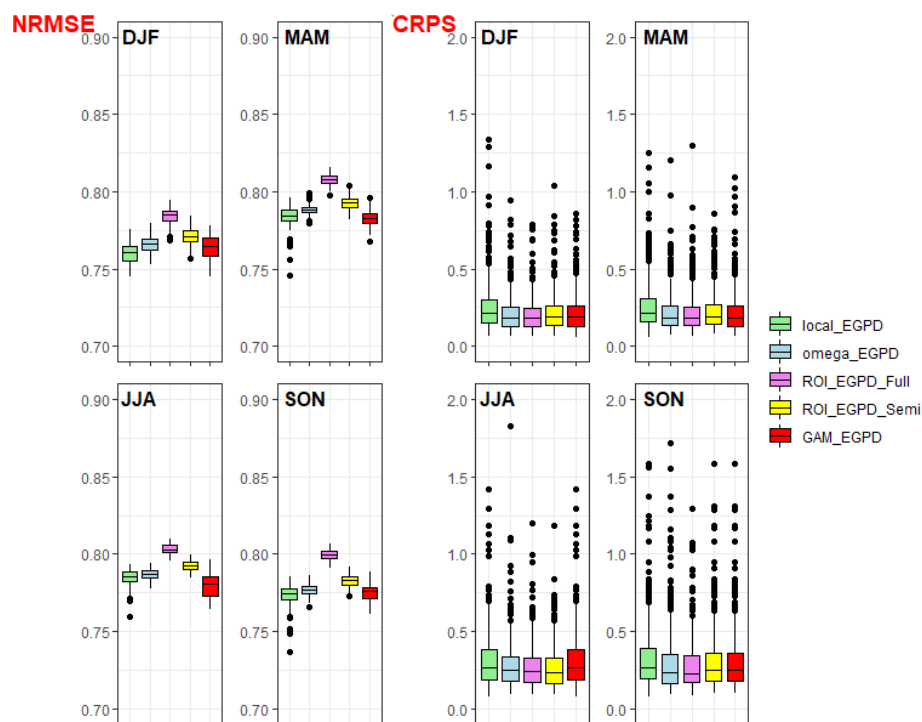 NRMSE
CRPS
0.90
0.85
0.80
0.75
0.70
DJF
0.90
0.85
0.80
0.75
0.70
MAM
2.0
1.5
1.0
0.5
0.0
DJF
2.0
1.5
1.0
0.5
0.0
MAM
0.90
0.85
0.80
0.75
0.70
JJA
0.90
0.85
0.80
0.75
0.70
SON
2.0
1.5
1.0
0.5
0.0
JJA
2.0
1.5
1.0
0.5
0.0
SON
local_EGPD
omega_EGPD
ROI_EGPD_Full
ROI_EGPD_Semi
GAM_EGPD